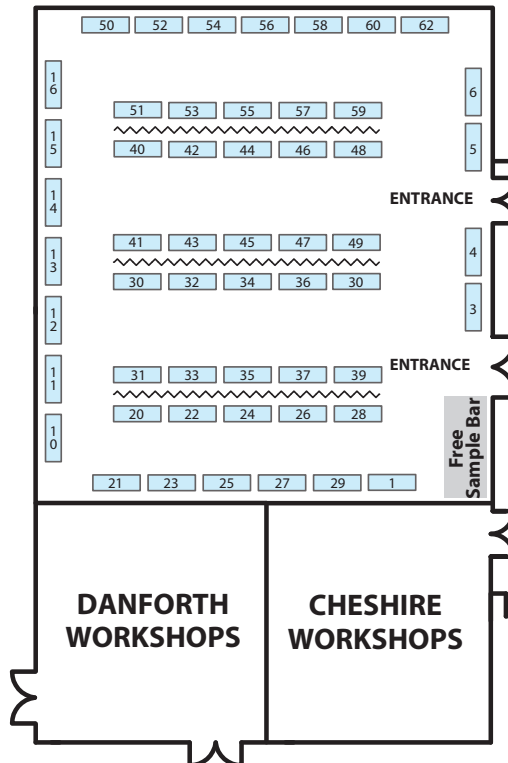 50 52 54 56 58 60 62
16
6
51 53 55 57 59
15
5
40 42 44 46 48
14
ENTRANCE
41 43 45 47 49
13
4
30 32 34 36 30
3
12
31 33 35 37 39
ENTRANCE
11
20 22 24 26 28
10
Free
Sample Bar
21 23 25 27 29 1
DANFORTH
WORKSHOPS
CHESHIRE
WORKSHOPS